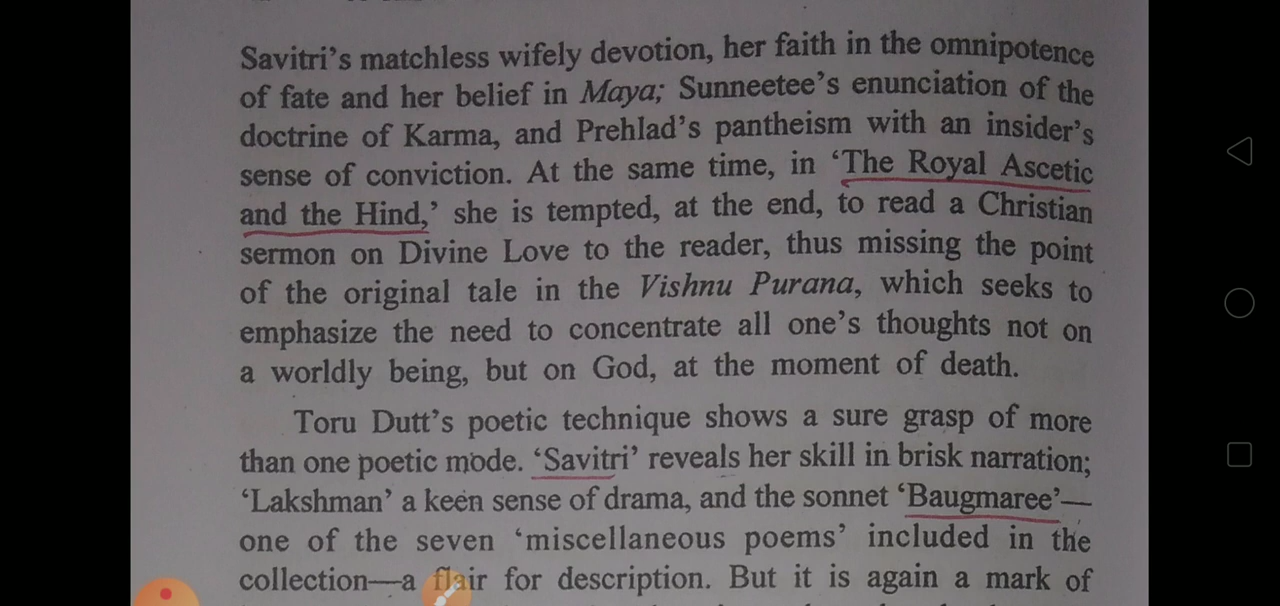 Savitri's matchless wifely devotion, her faith in the omnipotence
of fate and her belief in Maya; Sunneetee's enunciation of the
doctrine of Karma, and Prehlad's pantheism with an insider's
sense of conviction. At the same time, in ‘The Royal Ascetic
and the Hind,’ she is tempted, at the end, to read a Christian
sermon on Divine Love to the reader, thus missing the point
of the original tale in the Vishnu Purana, which seeks to
emphasize the need to concentrate all one's thoughts not on
a worldly being, but on God, at the moment of death.
Toru Dutt's poetic technique shows a sure grasp of more
than one poetic mode. ‘Savitri’ reveals her skill in brisk narration;
‘Lakshman’ a keen sense of drama, and the sonnet ‘Baugmaree’—
one of the seven ‘miscellaneous poems’ included in the
collection—a flair for description. But it is again a mark of